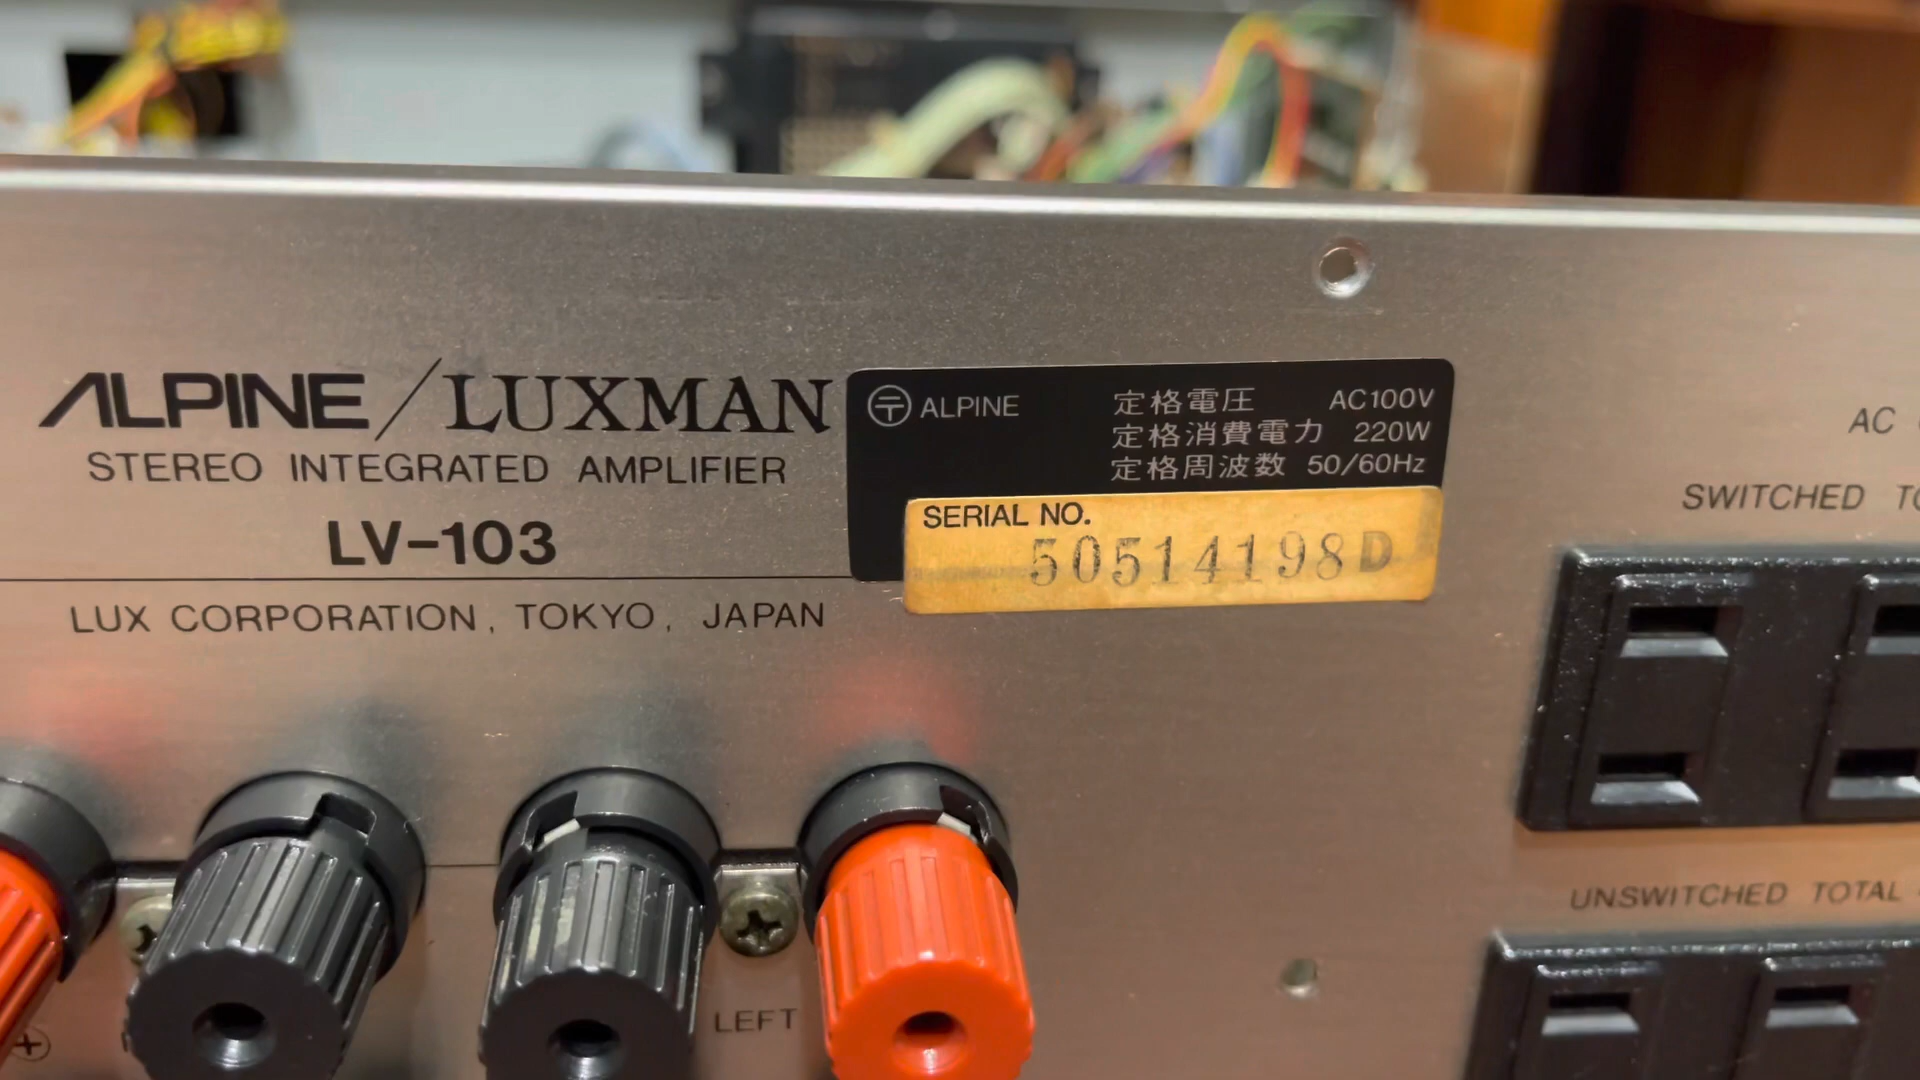 ALPINE/LUXMAN
STEREO INTEGRATED AMPLIFIER
LV-103
LUX CORPORATION, TOKYO, JAPAN
〒 ALPINE
定格電圧 AC100V
定格消費電力 220W
定格周波数 50/60Hz
SERIAL NO.
50514198D
AC
SWITCHED
UNSWITCHED TOTAL
LEFT
+